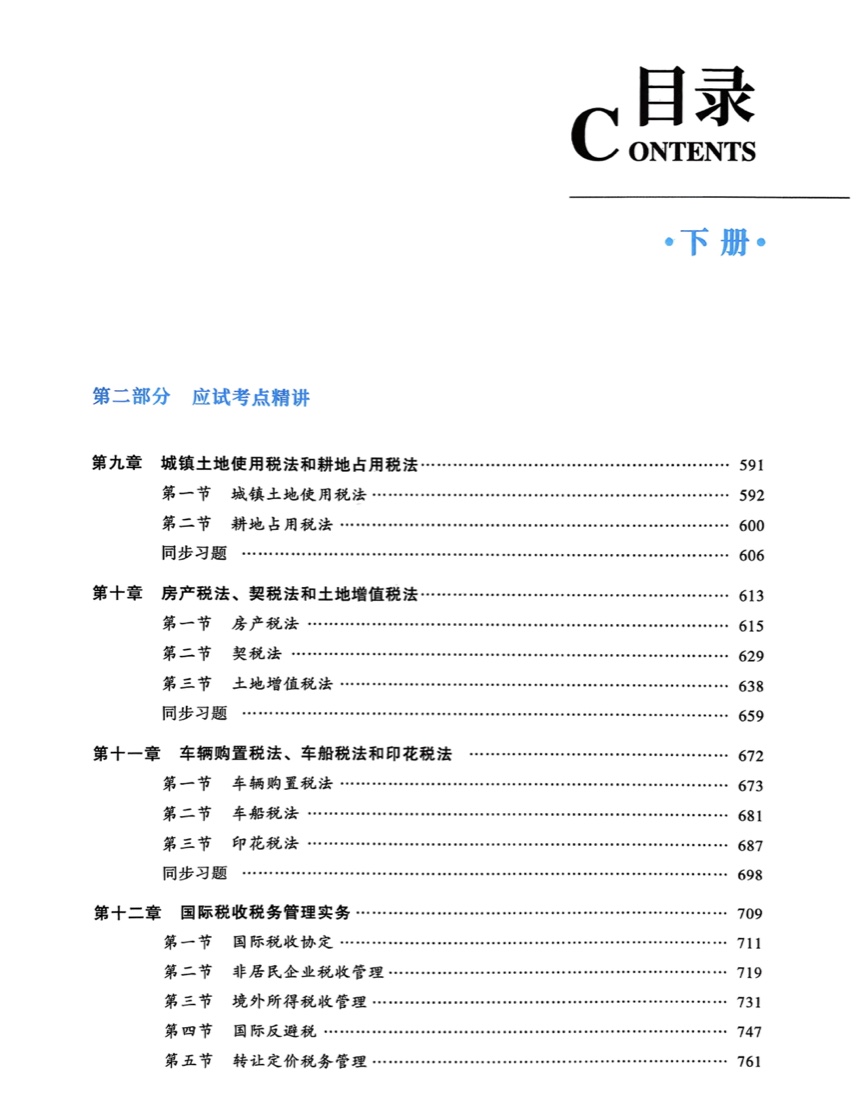 目录
CONTENTS
·下册·
第二部分 应试考点精讲
第九章 城镇土地使用税法和耕地占用税法 591
第一节 城镇土地使用税法 592
第二节 耕地占用税法 600
同步习题 606
第十章 房产税法、契税法和土地增值税法 613
第一节 房产税法 615
第二节 契税法 629
第三节 土地增值税法 638
同步习题 659
第十一章 车辆购置税法、车船税法和印花税法 672
第一节 车辆购置税法 673
第二节 车船税法 681
第三节 印花税法 687
同步习题 698
第十二章 国际税收税务管理实务 709
第一节 国际税收协定 711
第二节 非居民企业税收管理 719
第三节 境外所得税收管理 731
第四节 国际反避税 747
第五节 转让定价税务管理 761